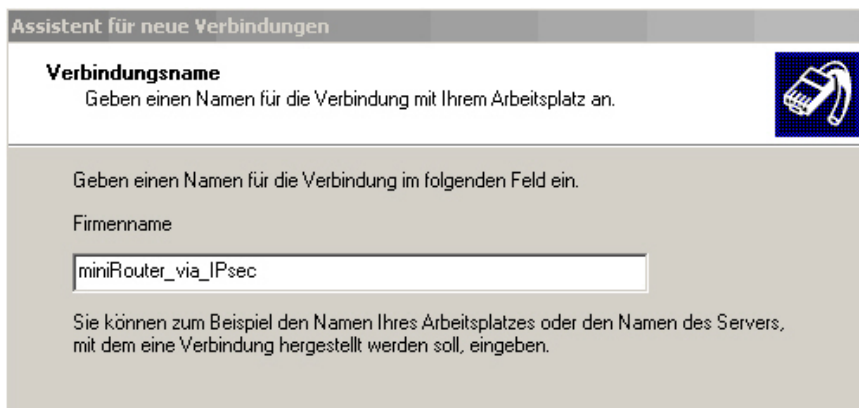 Assistent für neue Verbindungen
Verbindungsname
Geben einen Namen für die Verbindung mit Ihrem Arbeitsplatz an.
Geben einen Namen für die Verbindung im folgenden Feld ein.
Firmenname
miniRouter_via_IPsec
Sie können zum Beispiel den Namen Ihres Arbeitsplatzes oder den Namen des Servers,
mit dem eine Verbindung hergestellt werden soll, eingeben.